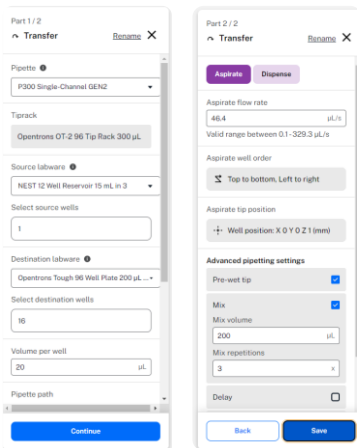 Part 1 / 2
Transfer
Rename
Pipette
P300 Single-Channel GEN2
Tiprack
Opentrons OT-2 96 Tip Rack 300 µL
Source labware
NEST 12 Well Reservoir 15 mL in 3
Select source wells
1
Destination labware
Opentrons Tough 96 Well Plate 200 µL ...
Select destination wells
16
Volume per well
20 µL
Pipette path
Continue
Part 2 / 2
Transfer
Rename
Aspirate Dispense
Aspirate flow rate
46.4 µL/s
Valid range between 0.1-329.3 µL/s
Aspirate well order
Top to bottom, Left to right
Aspirate tip position
Well position: X 0 Y 0 Z 1 (mm)
Advanced pipetting settings
Pre-wet tip
Mix
Mix volume
200 µL
Mix repetitions
3 x
Delay
Back Save